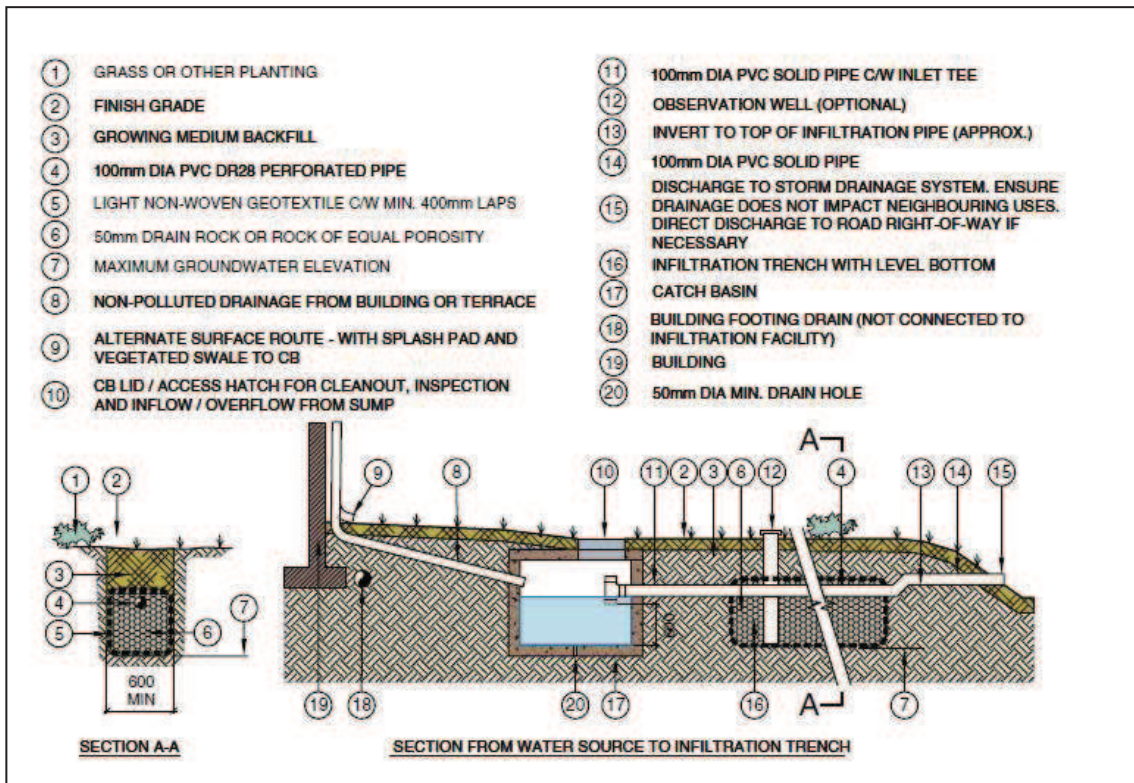 1 GRASS OR OTHER PLANTING
2 FINISH GRADE
3 GROWING MEDIUM BACKFILL
4 100mm DIA PVC DR28 PERFORATED PIPE
5 LIGHT NON-WOVEN GEOTEXTILE C/W MIN. 400mm LAPS
6 50mm DRAIN ROCK OR ROCK OF EQUAL POROSITY
7 MAXIMUM GROUNDWATER ELEVATION
8 NON-POLLUTED DRAINAGE FROM BUILDING OR TERRACE
9 ALTERNATE SURFACE ROUTE - WITH SPLASH PAD AND
VEGETATED SWALE TO CB
10 CB LID / ACCESS HATCH FOR CLEANOUT, INSPECTION
AND INFLOW / OVERFLOW FROM SUMP
11 100mm DIA PVC SOLID PIPE C/W INLET TEE
12 OBSERVATION WELL (OPTIONAL)
13 INVERT TO TOP OF INFILTRATION PIPE (APPROX.)
14 100mm DIA PVC SOLID PIPE
15 DISCHARGE TO STORM DRAINAGE SYSTEM. ENSURE
DRAINAGE DOES NOT IMPACT NEIGHBOURING USES.
DIRECT DISCHARGE TO ROAD RIGHT-OF-WAY IF
NECESSARY
16 INFILTRATION TRENCH WITH LEVEL BOTTOM
17 CATCH BASIN
18 BUILDING FOOTING DRAIN (NOT CONNECTED TO
INFILTRATION FACILITY)
19 BUILDING
20 50mm DIA MIN. DRAIN HOLE
1 2
3
4
5 6
7
600
MIN
SECTION A-A
A
9 8 10 11 2 3 6 12 4 13 14 15
600
A
19 18 20 17 16 7
SECTION FROM WATER SOURCE TO INFILTRATION TRENCH